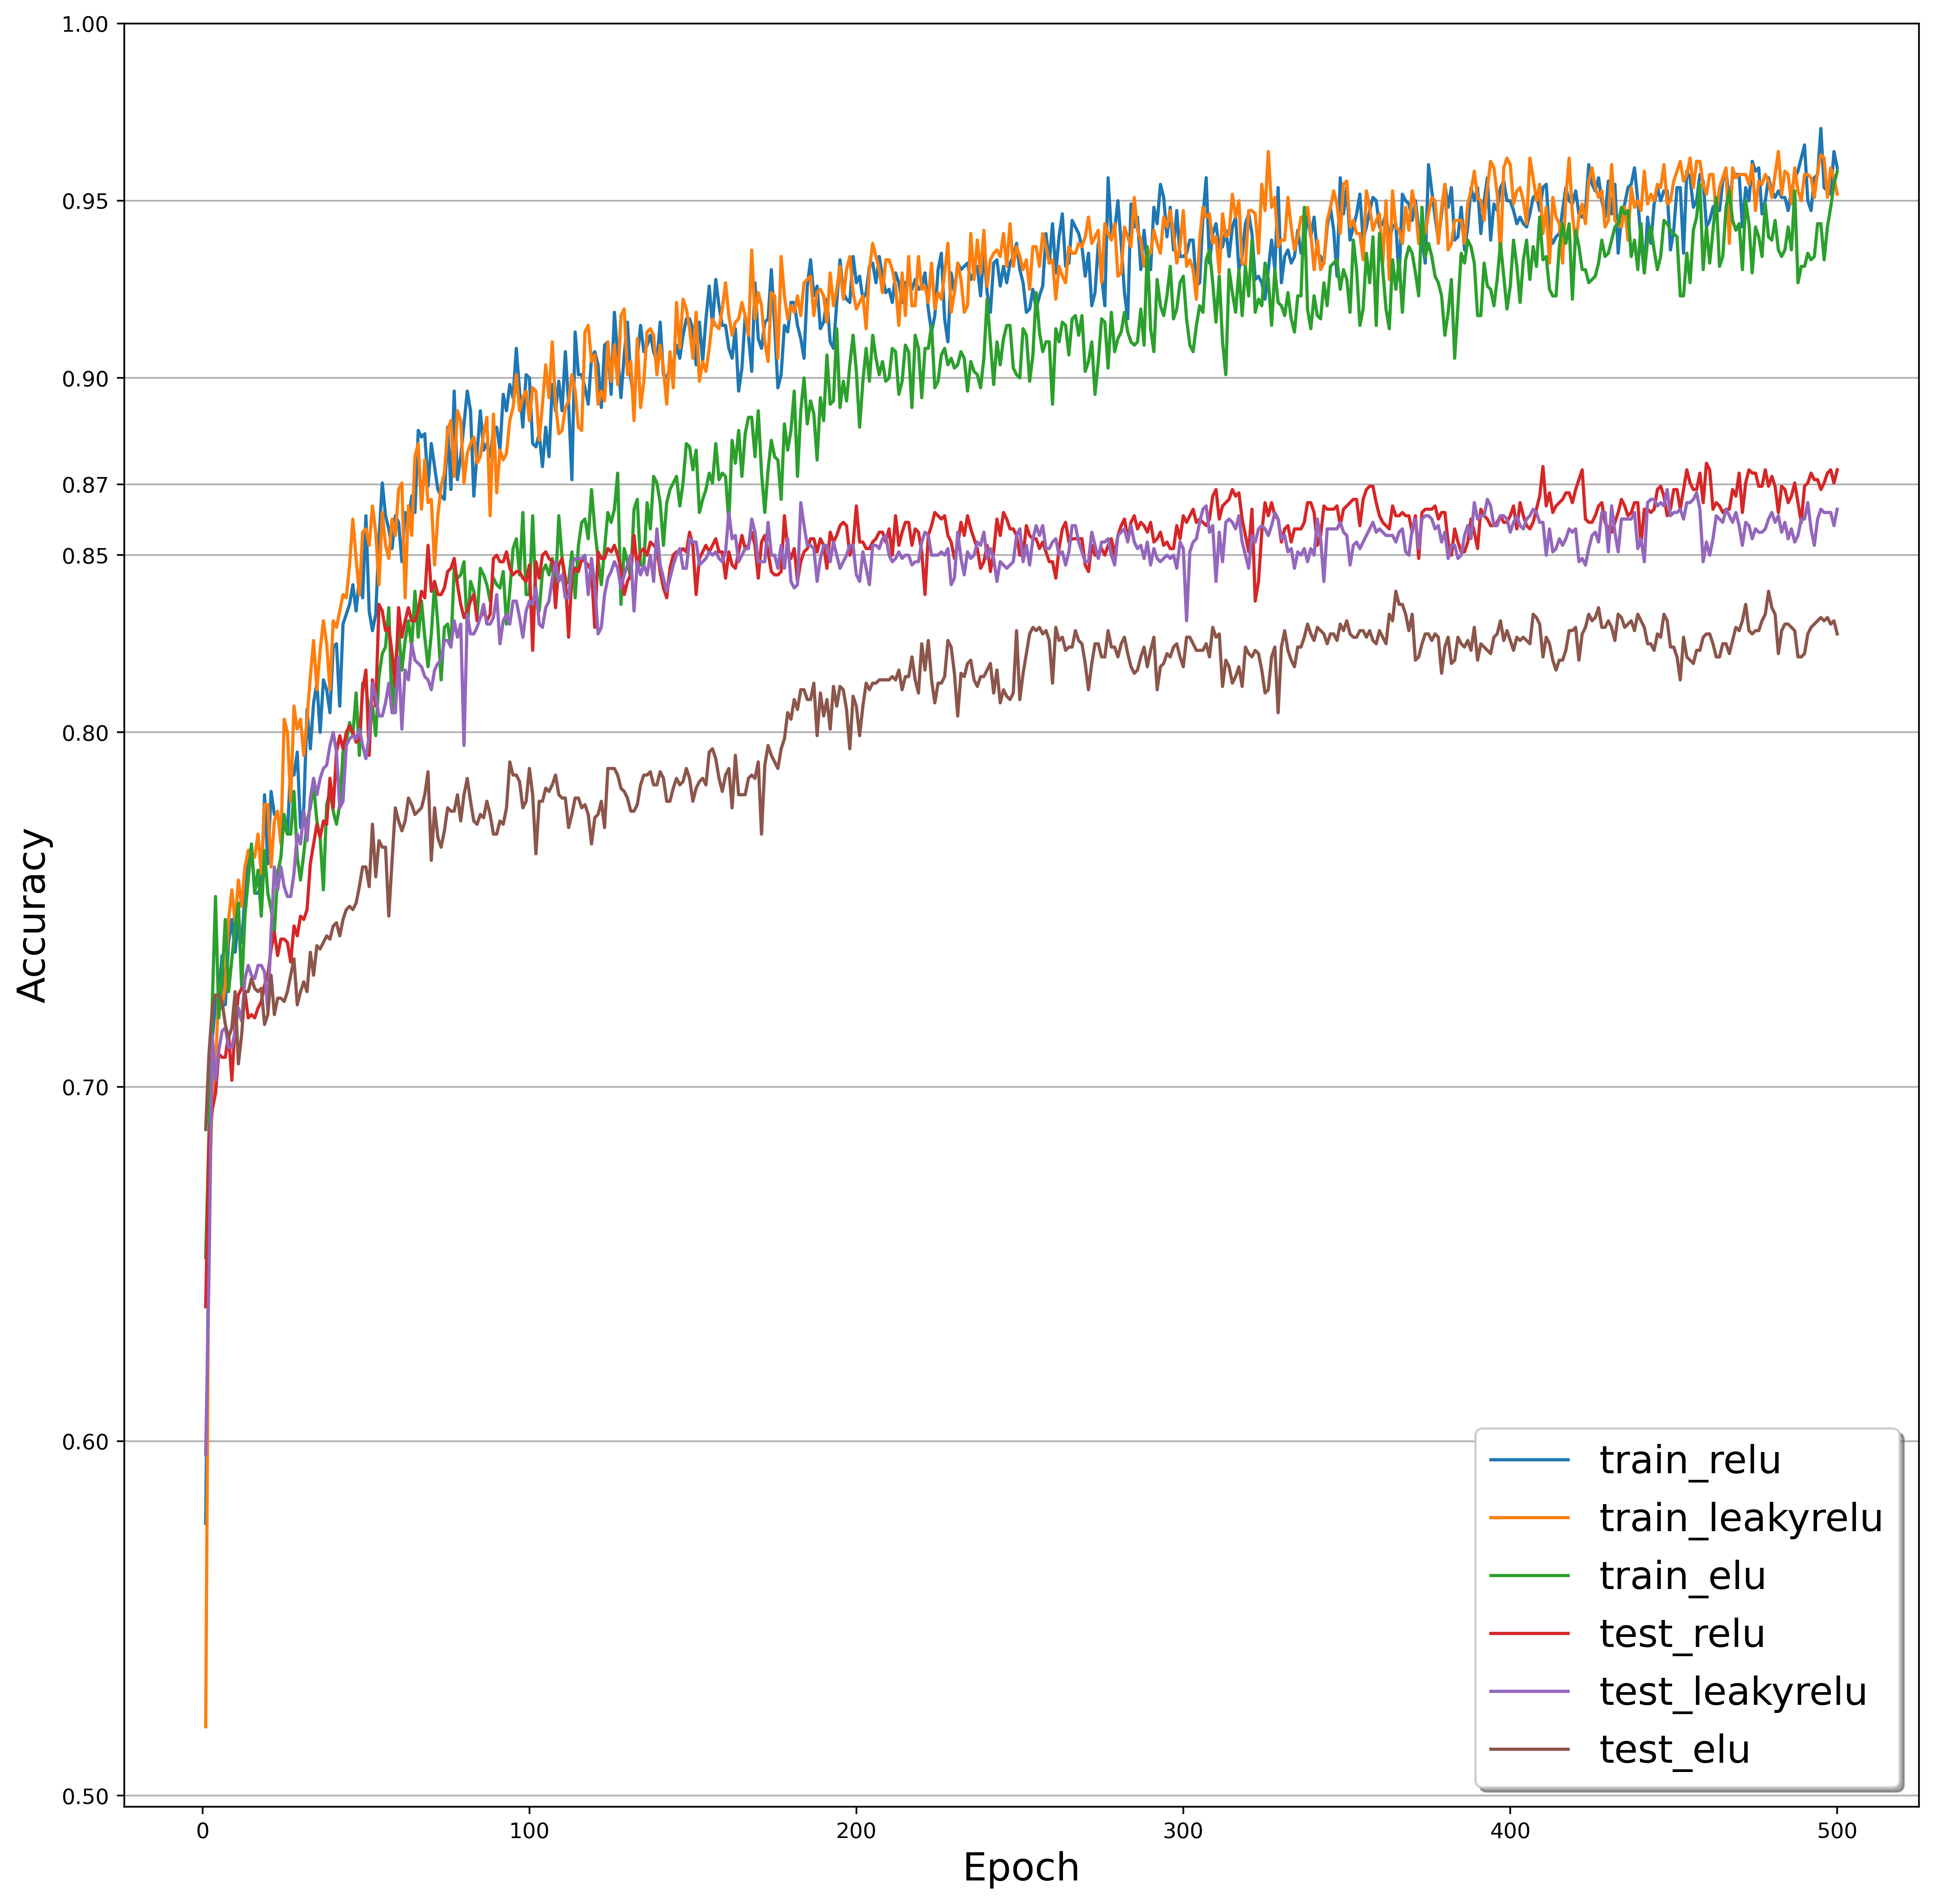 1.00
0.95
0.90
0.87
0.85
0.80
0.70
0.60
0.50
Accuracy
0 100 200 300 400 500
Epoch
train_relu
train_leakyrelu
train_elu
test_relu
test_leakyrelu
test_elu